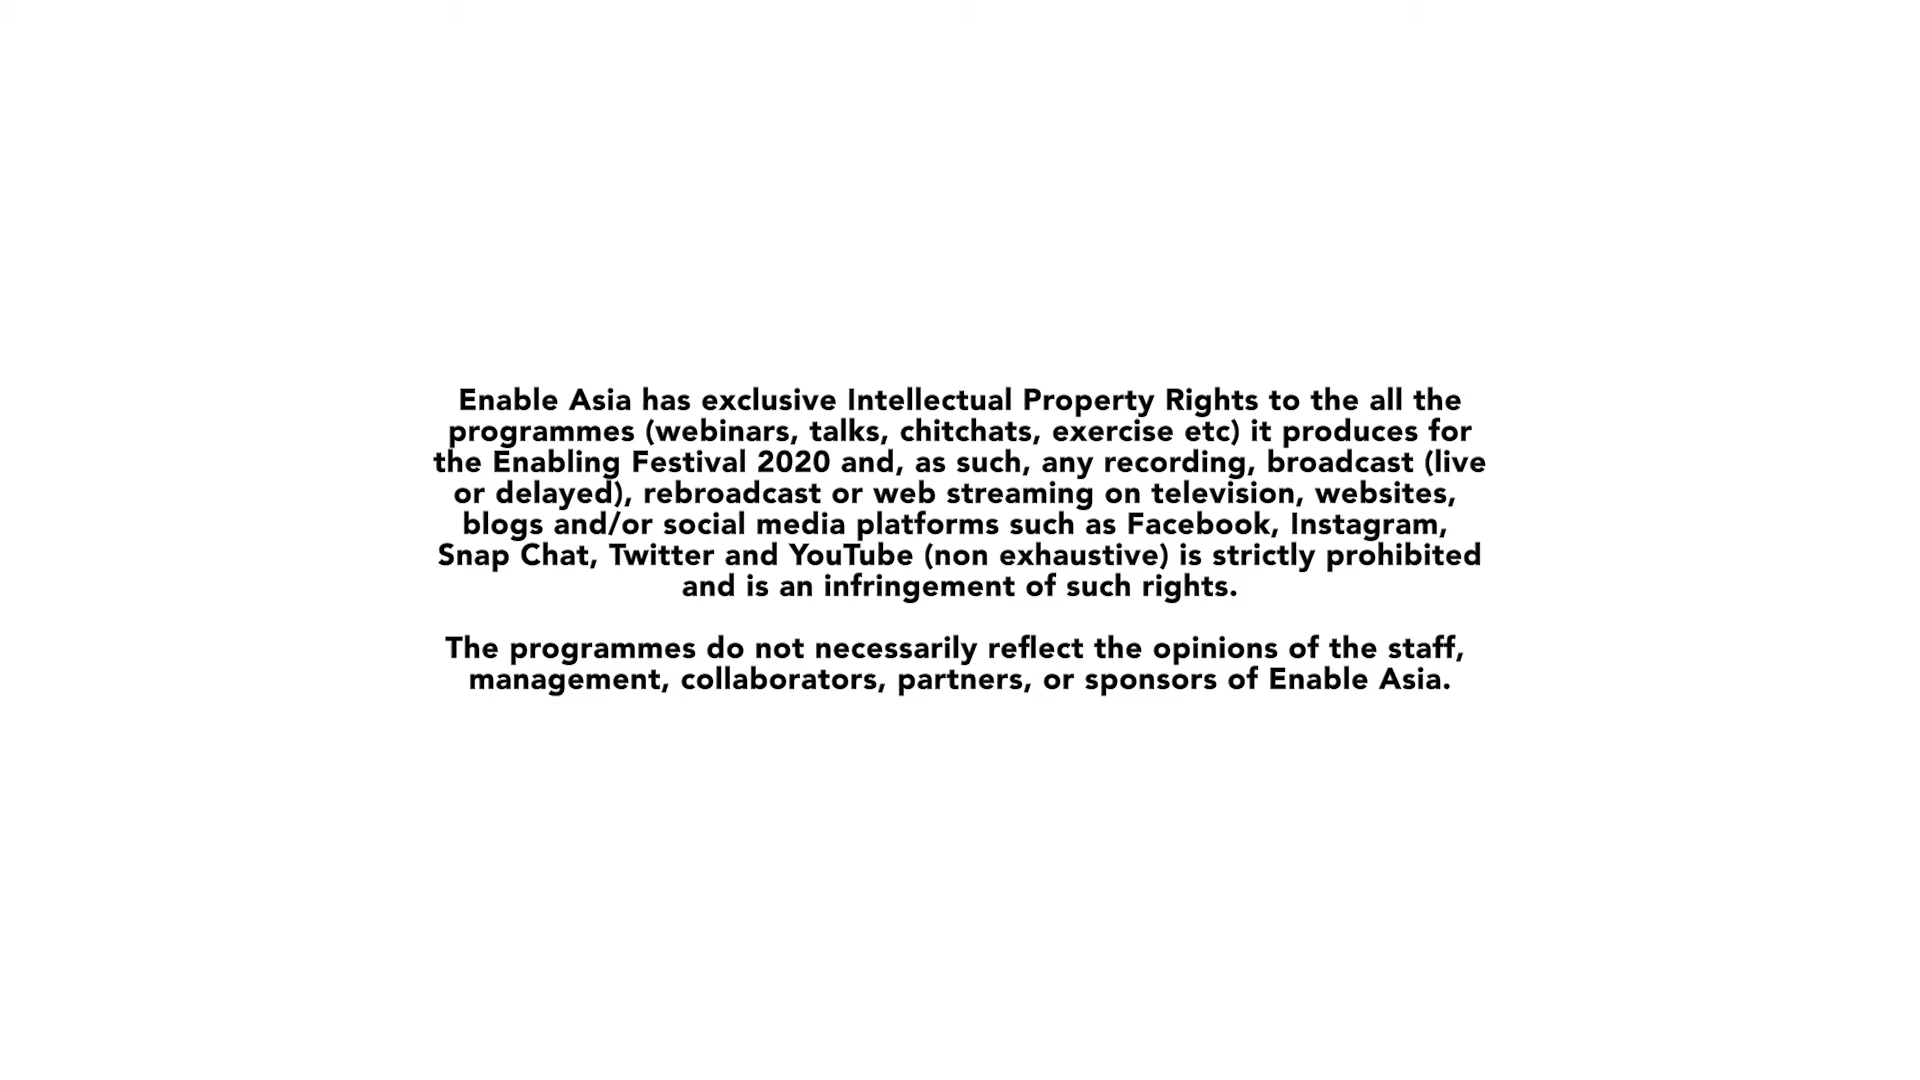 Enable Asia has exclusive Intellectual Property Rights to the all the
programmes (webinars, talks, chitchats, exercise etc) it produces for
the Enabling Festival 2020 and, as such, any recording, broadcast (live
or delayed), rebroadcast or web streaming on television, websites,
blogs and/or social media platforms such as Facebook, Instagram,
Snap Chat, Twitter and YouTube (non exhaustive) is strictly prohibited
and is an infringement of such rights.
The programmes do not necessarily reflect the opinions of the staff,
management, collaborators, partners, or sponsors of Enable Asia.